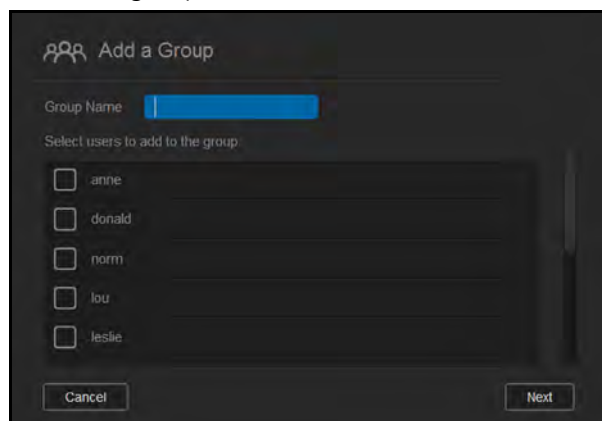 Add a Group
Group Name
Select users to add to the group:
anne
donald
norm
lou
leslie
Cancel
Next